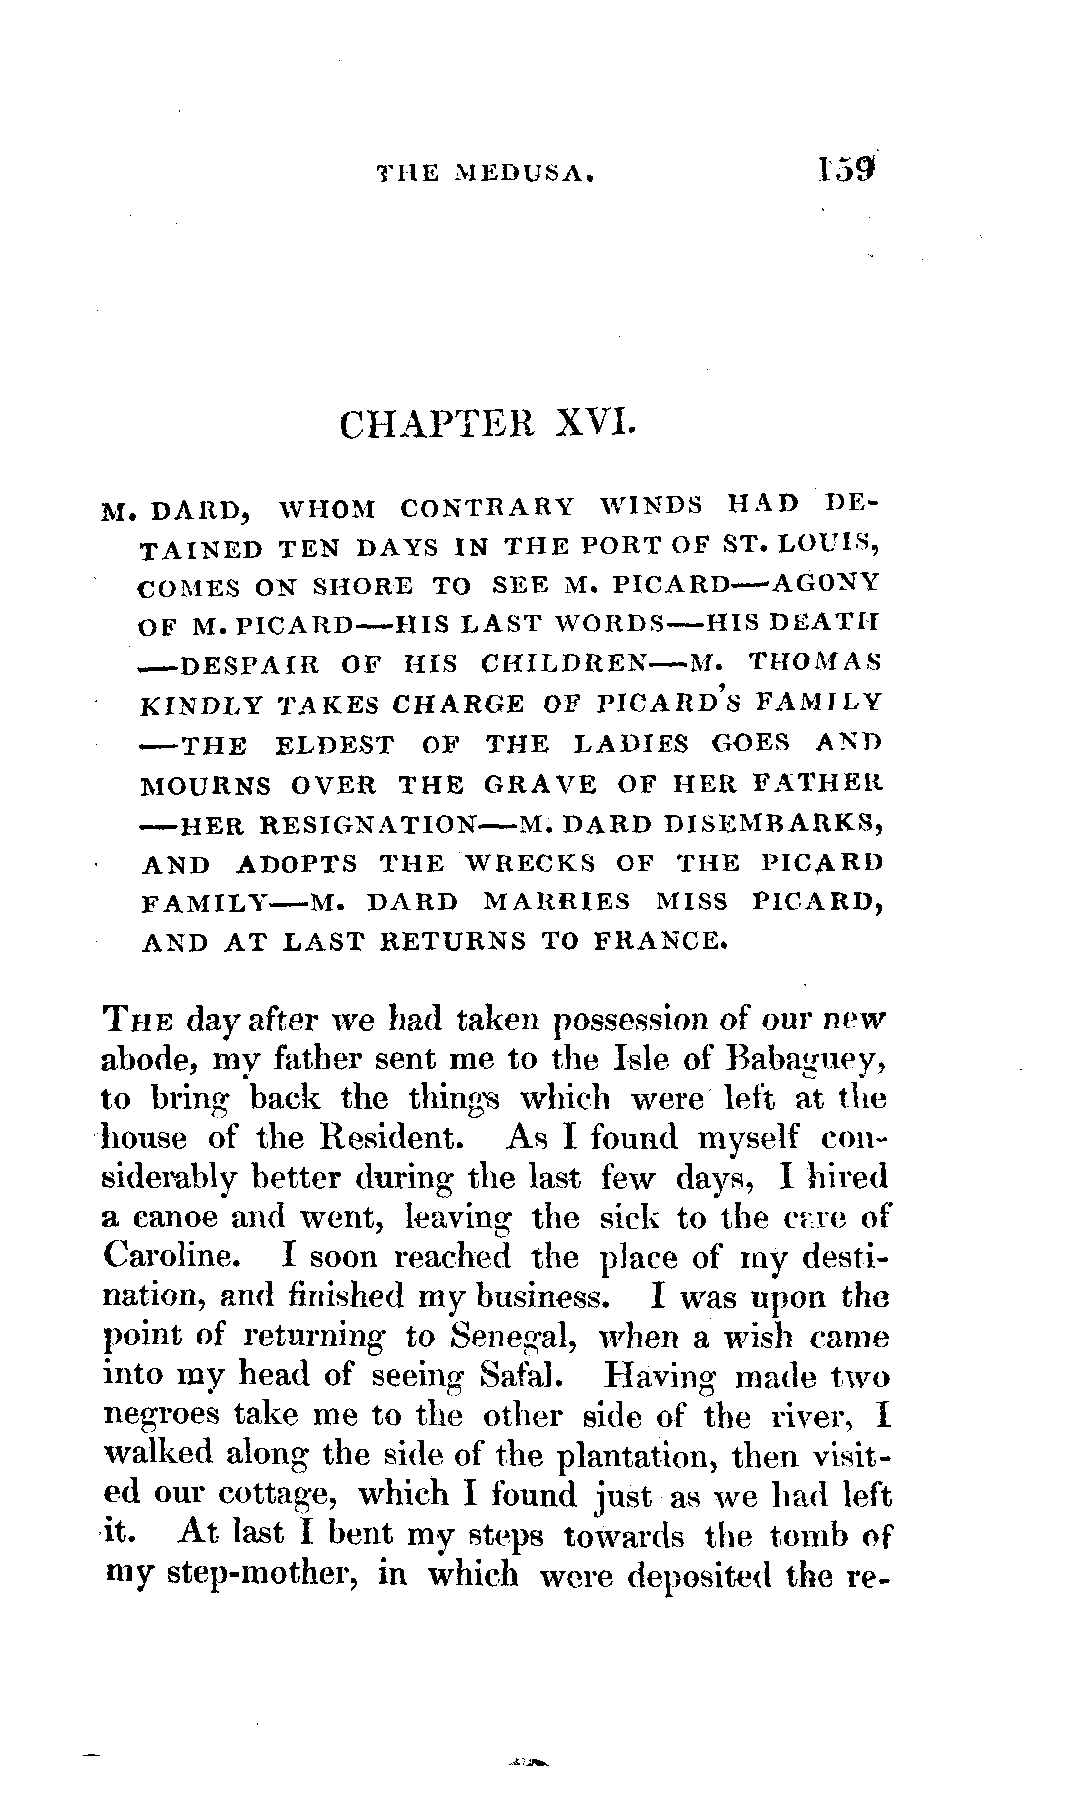 THE MEDUSA. 159
CHAPTER XVI.
M. DARD, WHOM CONTRARY WINDS HAD DE-
TAINED TEN DAYS IN THE PORT OF ST. LOUIS,
COMES ON SHORE TO SEE M. PICARD—AGONY
OF M. PICARD—HIS LAST WORDS—HIS DEATH
—DESPAIR OF HIS CHILDREN—M. THOMAS
KINDLY TAKES CHARGE OF PICARD'S FAMILY
—THE ELDEST OF THE LADIES GOES AND
MOURNS OVER THE GRAVE OF HER FATHER
—HER RESIGNATION—M. DARD DISEMBARKS,
AND ADOPTS THE WRECKS OF THE PICARD
FAMILY—M. DARD MARRIES MISS PICARD,
AND AT LAST RETURNS TO FRANCE.
THE day after we had taken possession of our new
abode, my father sent me to the Isle of Babaguey,
to bring back the things which were left at the
house of the Resident. As I found myself con-
siderably better during the last few days, I hired
a canoe and went, leaving the sick to the care of
Caroline. I soon reached the place of my desti-
nation, and finished my business. I was upon the
point of returning to Senegal, when a wish came
into my head of seeing Safal. Having made two
negroes take me to the other side of the river, I
walked along the side of the plantation, then visit-
ed our cottage, which I found just as we had left
it. At last I bent my steps towards the tomb of
my step-mother, in which were deposited the re-